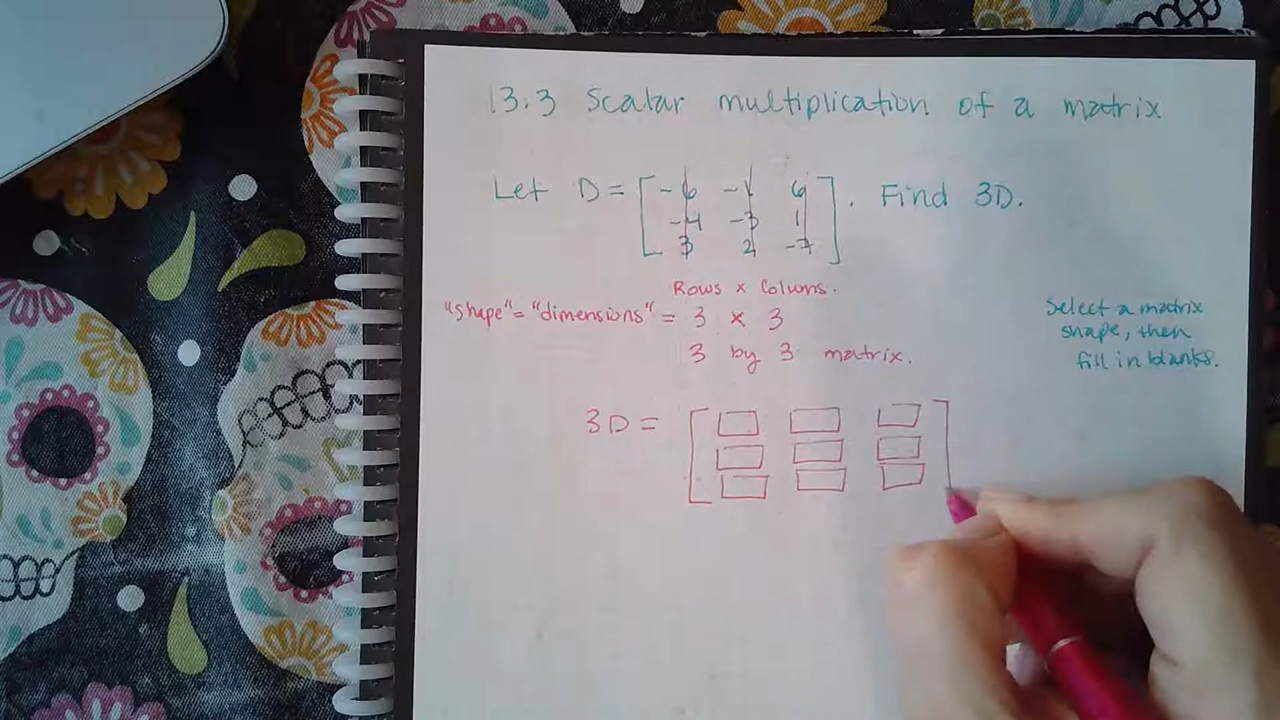 13.3 Scalar multiplication of a matrix
Let D = [ -6 -1 6 ]. Find 3D.
-4 -3 1
3 2 -7
Rows x Colums.
"shape" = "dimensions" = 3 x 3
3 by 3 matrix.
Select a matrix
shape, then
fill in blanks.
3D =